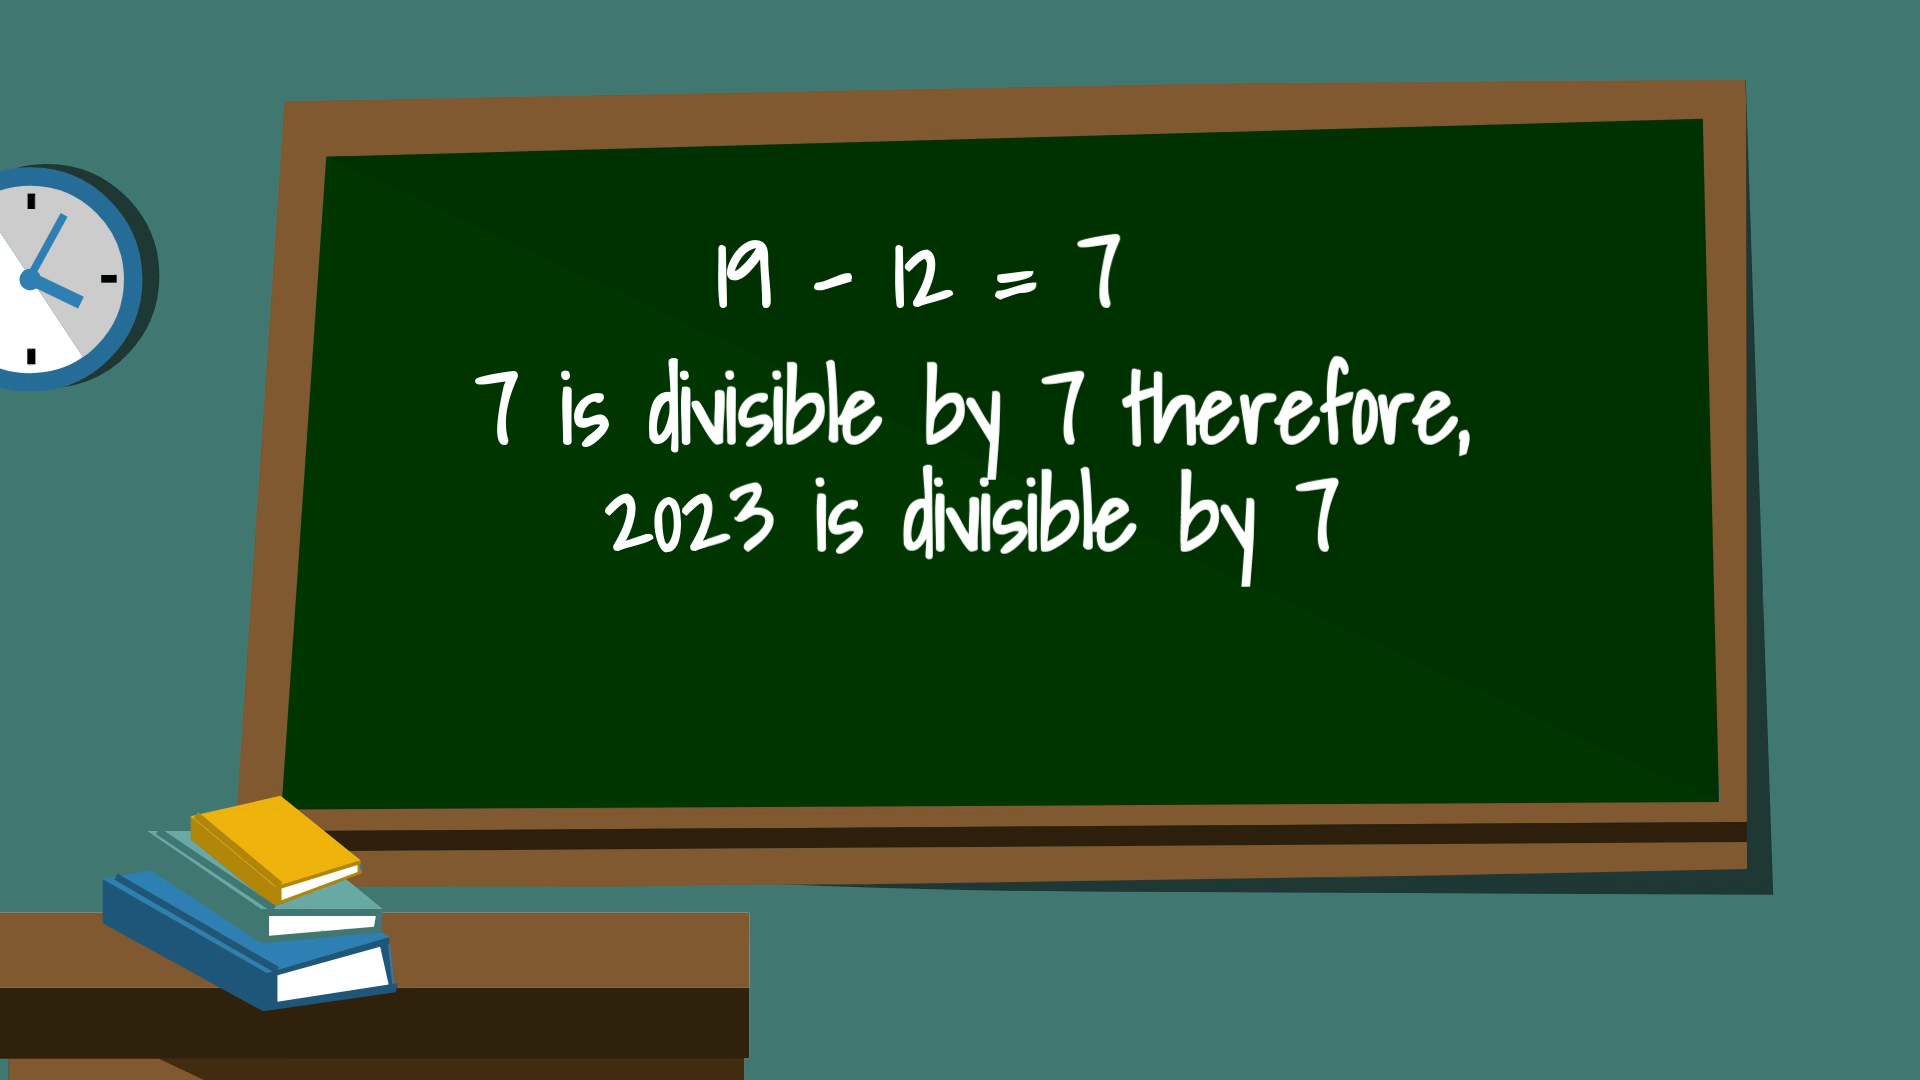 19 - 12 = 7
7 is divisible by 7 therefore,
2023 is divisible by 7